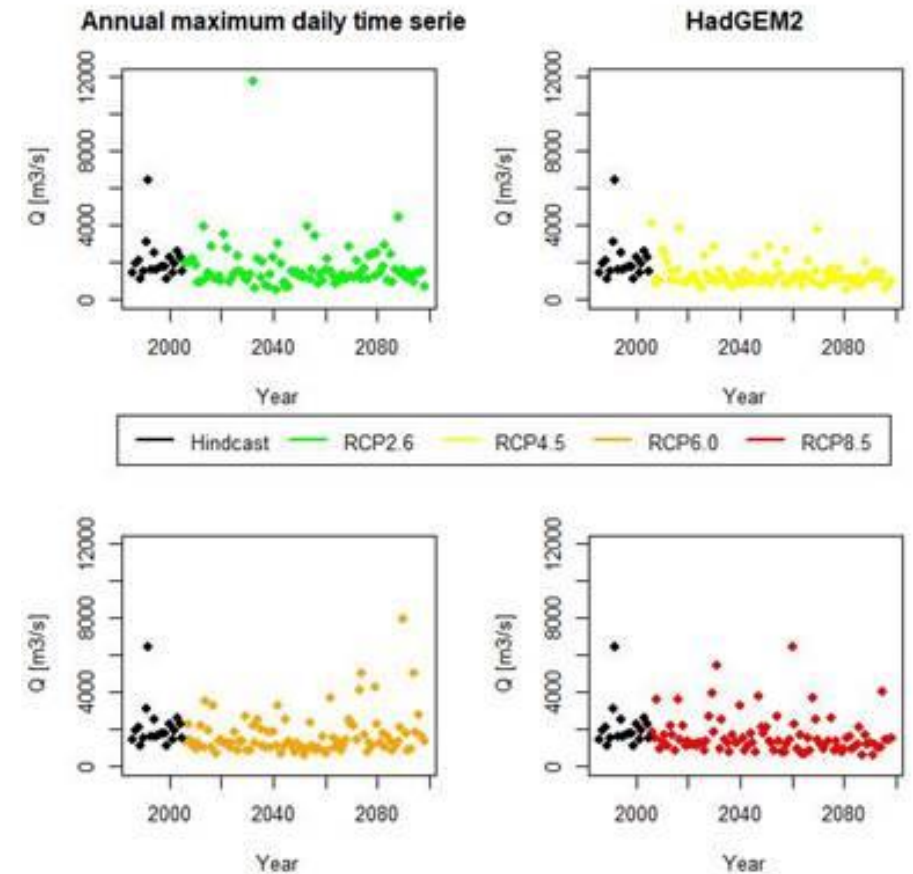 Annual maximum daily time serie
HadGEM2
Q [m3/s]
0 4000 8000 12000
2000 2040 2080
Year
Q [m3/s]
0 4000 8000 12000
2000 2040 2080
Year
Hindcast RCP2.6 RCP4.5 RCP6.0 RCP8.5
Q [m3/s]
0 4000 8000 12000
2000 2040 2080
Year
Q [m3/s]
0 4000 8000 12000
2000 2040 2080
Year